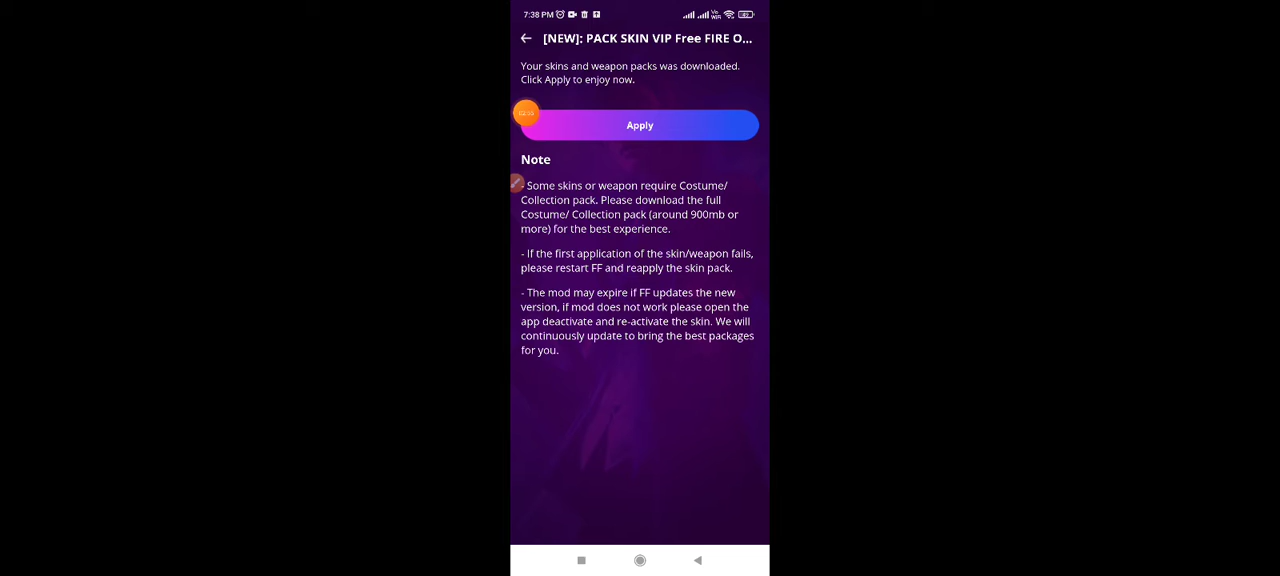 7:38 PM
[NEW]: PACK SKIN VIP Free FIRE O...
Your skins and weapon packs was downloaded.
Click Apply to enjoy now.
Apply
Note
- Some skins or weapon require Costume/
Collection pack. Please download the full
Costume/ Collection pack (around 900mb or
more) for the best experience.
- If the first application of the skin/weapon fails,
please restart FF and reapply the skin pack.
- The mod may expire if FF updates the new
version, if mod does not work please open the
app deactivate and re-activate the skin. We will
continuously update to bring the best packages
for you.